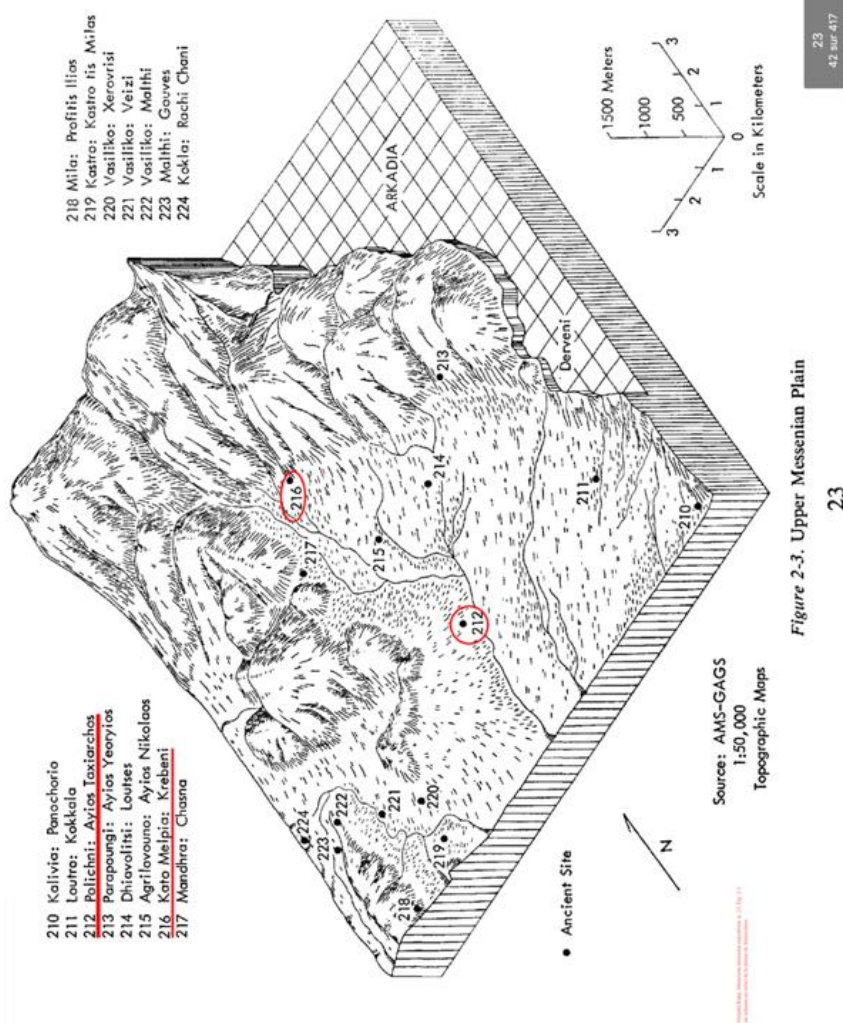 210 Kalivia: Panochorio
211 Loutro: Kokkala
212 Polichni: Ayios Taxiarchos
213 Parapoungi: Ayios Yeoryios
214 Dhiavolitsi: Loutses
215 Agrilovouno: Ayios Nikolaos
216 Kato Melpia: Krebeni
217 Mandhra: Chasna
218 Mila: Profitis Ilias
219 Kastro: Kastro tis Milas
220 Vasiliko: Xerovrisi
221 Vasiliko: Veizi
222 Vasiliko: Malthi
223 Malthi: Gouves
224 Kokla: Rachi Chani
ARKADIA
Derveni
216
217
213
215
214
212
211
210
224
223
222
221
220
219
218
1500 Meters
1000
500
3
2
1
0
1
2
3
Scale in Kilometers
• Ancient Site
N
Source: AMS-GAGS
1:50,000
Topographic Maps
Figure 2-3. Upper Messenian Plain
23
23
42 sur 417